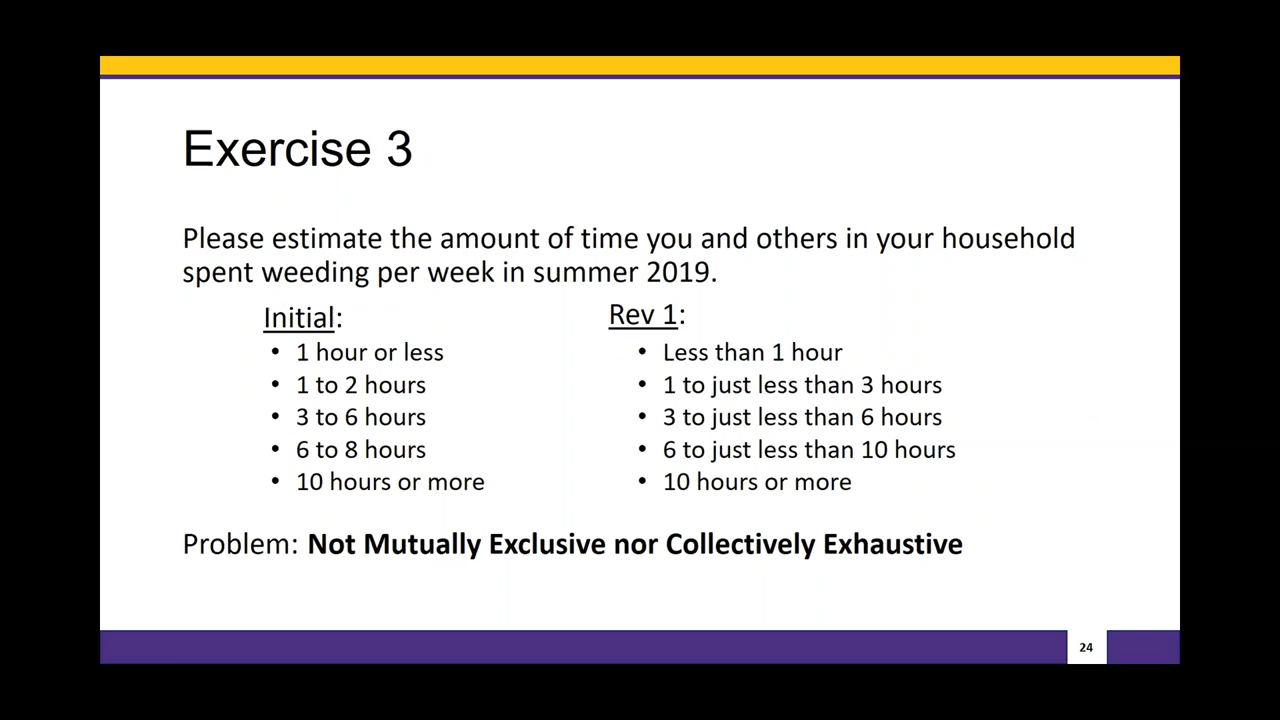 Exercise 3
Please estimate the amount of time you and others in your household
spent weeding per week in summer 2019.
Initial:
• 1 hour or less
• 1 to 2 hours
• 3 to 6 hours
• 6 to 8 hours
• 10 hours or more
Rev 1:
• Less than 1 hour
• 1 to just less than 3 hours
• 3 to just less than 6 hours
• 6 to just less than 10 hours
• 10 hours or more
Problem: Not Mutually Exclusive nor Collectively Exhaustive
24